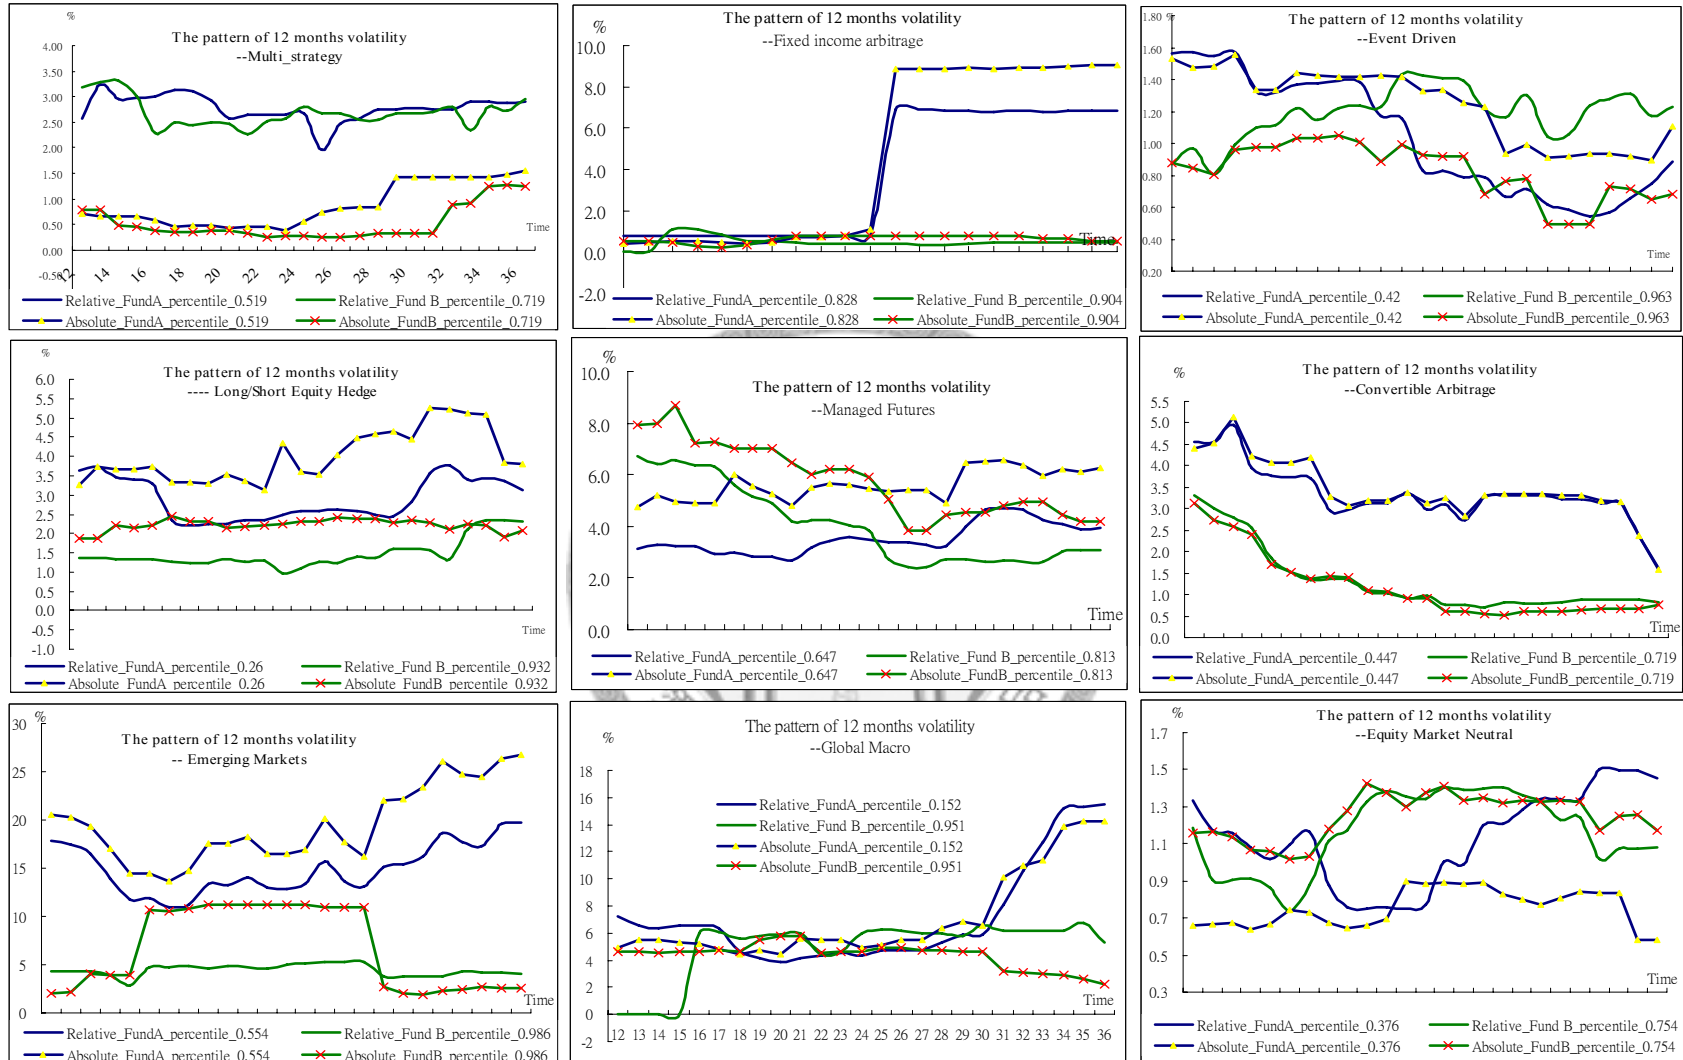 %
The pattern of 12 months volatility
--Multi_strategy
4.00
3.50
3.00
2.50
2.00
1.50
1.00
0.50
0.00
-0.50
Time
12 14 16 18 20 22 24 26 28 30 32 34 36
Relative_FundA_percentile_0.519 Relative_Fund B_percentile_0.719
Absolute_FundA_percentile_0.519 Absolute_FundB_percentile_0.719
The pattern of 12 months volatility
--Fixed income arbitrage
%
10.0
8.0
6.0
4.0
2.0
0.0
-2.0
Time
Relative_FundA_percentile_0.828 Relative_Fund B_percentile_0.904
Absolute_FundA_percentile_0.828 Absolute_FundB_percentile_0.904
1.80 %
The pattern of 12 months volatility
--Event Driven
1.60
1.40
1.20
1.00
0.80
0.60
0.40
0.20
Time
Relative_FundA_percentile_0.42 Relative_Fund B_percentile_0.963
Absolute_FundA_percentile_0.42 Absolute_FundB_percentile_0.963
%
The pattern of 12 months volatility
---- Long/Short Equity Hedge
6.0
5.5
5.0
4.5
4.0
3.5
3.0
2.5
2.0
1.5
1.0
0.5
0.0
-0.5
-1.0
Time
Relative_FundA_percentile_0.26 Relative_Fund B_percentile_0.932
Absolute_FundA_percentile_0.26 Absolute_FundB_percentile_0.932
%
The pattern of 12 months volatility
--Managed Futures
10.0
8.0
6.0
4.0
2.0
0.0
Time
Relative_FundA_percentile_0.647 Relative_Fund B_percentile_0.813
Absolute_FundA_percentile_0.647 Absolute_FundB_percentile_0.813
%
The pattern of 12 months volatility
--Convertible Arbitrage
5.5
5.0
4.5
4.0
3.5
3.0
2.5
2.0
1.5
1.0
0.5
0.0
Time
Relative_FundA_percentile_0.447 Relative_Fund B_percentile_0.719
Absolute_FundA_percentile_0.447 Absolute_FundB_percentile_0.719
%
The pattern of 12 months volatility
-- Emerging Markets
30
25
20
15
10
5
0
Time
Relative_FundA_percentile_0.554 Relative_Fund B_percentile_0.986
Absolute_FundA_percentile_0.554 Absolute_FundB_percentile_0.986
The pattern of 12 months volatility
--Global Macro
%
18
16
14
12
10
8
6
4
2
0
-2
Relative_FundA_percentile_0.152
Relative_Fund B_percentile_0.951
Absolute_FundA_percentile_0.152
Absolute_FundB_percentile_0.951
Time
12 13 14 15 16 17 18 19 20 21 22 23 24 25 26 27 28 29 30 31 32 33 34 35 36
%
The pattern of 12 months volatility
--Equity Market Neutral
1.7
1.5
1.3
1.1
0.9
0.7
0.5
0.3
Time
Relative_FundA_percentile_0.376 Relative_Fund B_percentile_0.754
Absolute_FundA_percentile_0.376 Absolute_FundB_percentile_0.754